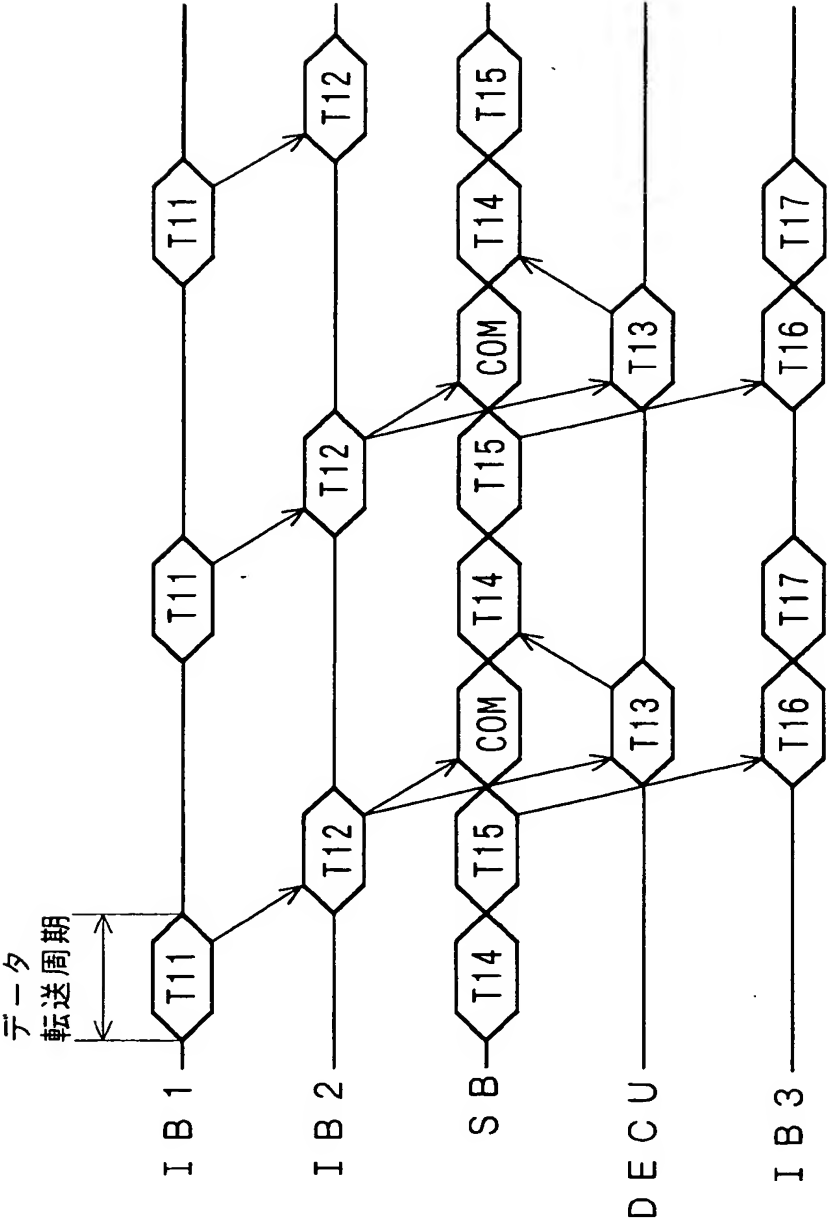 データ
転送周期
IB1 T11 T11 T11
IB2 T12 T12 T12
SB T14 T15 COM T14 T15 COM T14 T15
DECU T13 T13
IB3 T16 T17 T16 T17